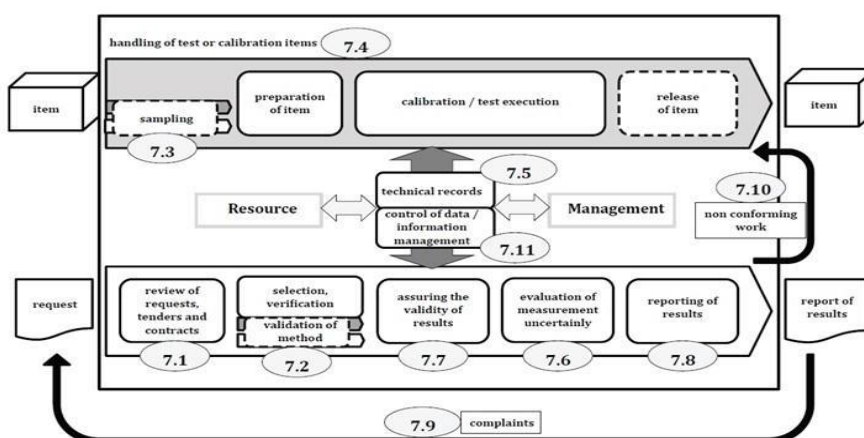 handling of test or calibration items 7.4
item
sampling
7.3
preparation
of item
calibration / test execution
release
of item
item
7.5
technical records
Resource
control of data /
information
management
Management
7.11
7.10
non conforming
work
request
review of
requests,
tenders and
contracts
7.1
selection,
verification
validation of
method
7.2
assuring the
validity of
results
7.7
evaluation of
measurement
uncertainly
7.6
reporting of
results
7.8
report of
results
7.9 complaints